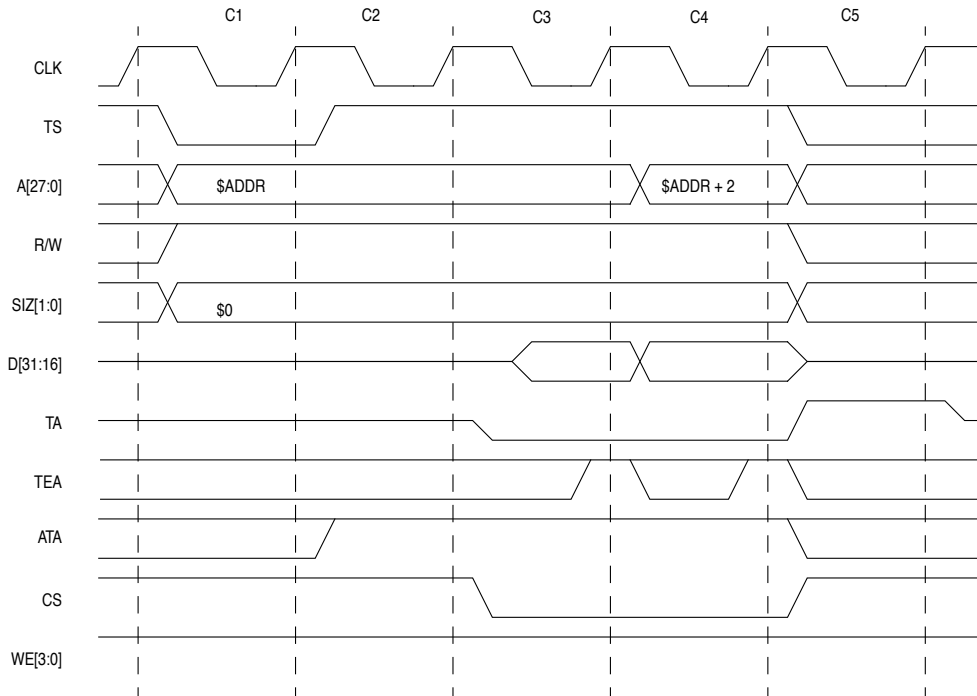 C1 C2 C3 C4 C5
CLK
TS
A[27:0] $ADDR $ADDR + 2
R/W
SIZ[1:0] $0
D[31:16]
TA
TEA
ATA
CS
WE[3:0]